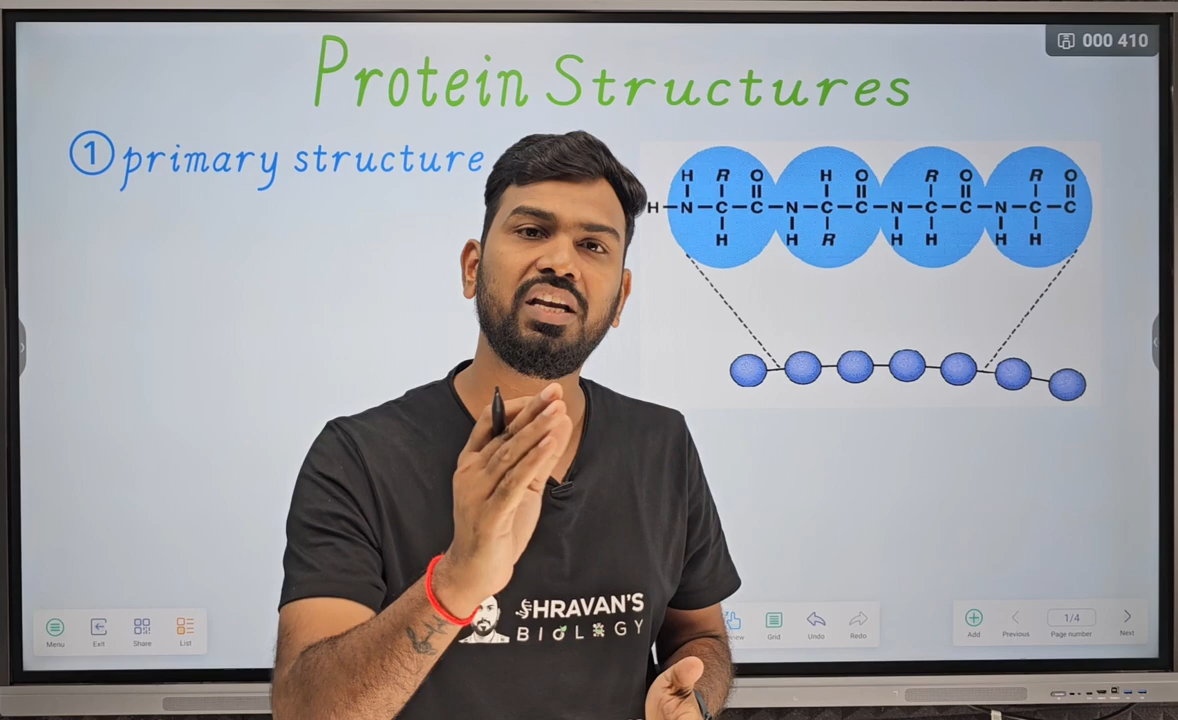 000 410
Protein Structures
1 primary structure
H R O H O R O R O
H—N—C—C—N—C—C—N—C—C—N—C—C
H H R H H H H
SHRAVAN'S
BIOLOGY
Menu Exit Share List
Grid Undo Redo
Add Previous 1/4 Page number Next